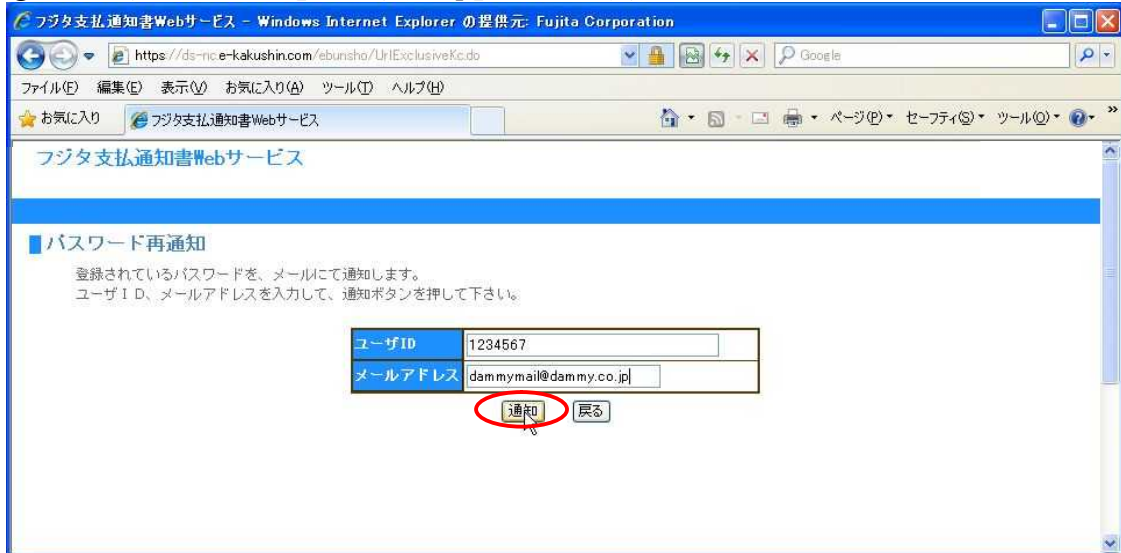 フジタ支払通知書Webサービス - Windows Internet Explorer の提供元: Fujita Corporation
https://ds-nc.e-kakushin.com/ebunsho/UrlExclusiveKc.do
Google
ファイル(F) 編集(E) 表示(V) お気に入り(A) ツール(T) ヘルプ(H)
お気に入り フジタ支払通知書Webサービス ページ(P) セーフティ(S) ツール(O) »
フジタ支払通知書Webサービス
パスワード再通知
登録されているパスワードを、メールにて通知します。
ユーザＩＤ、メールアドレスを入力して、通知ボタンを押して下さい。
ユーザID 1234567
メールアドレス dammymail@dammy.co.jp
通知 戻る